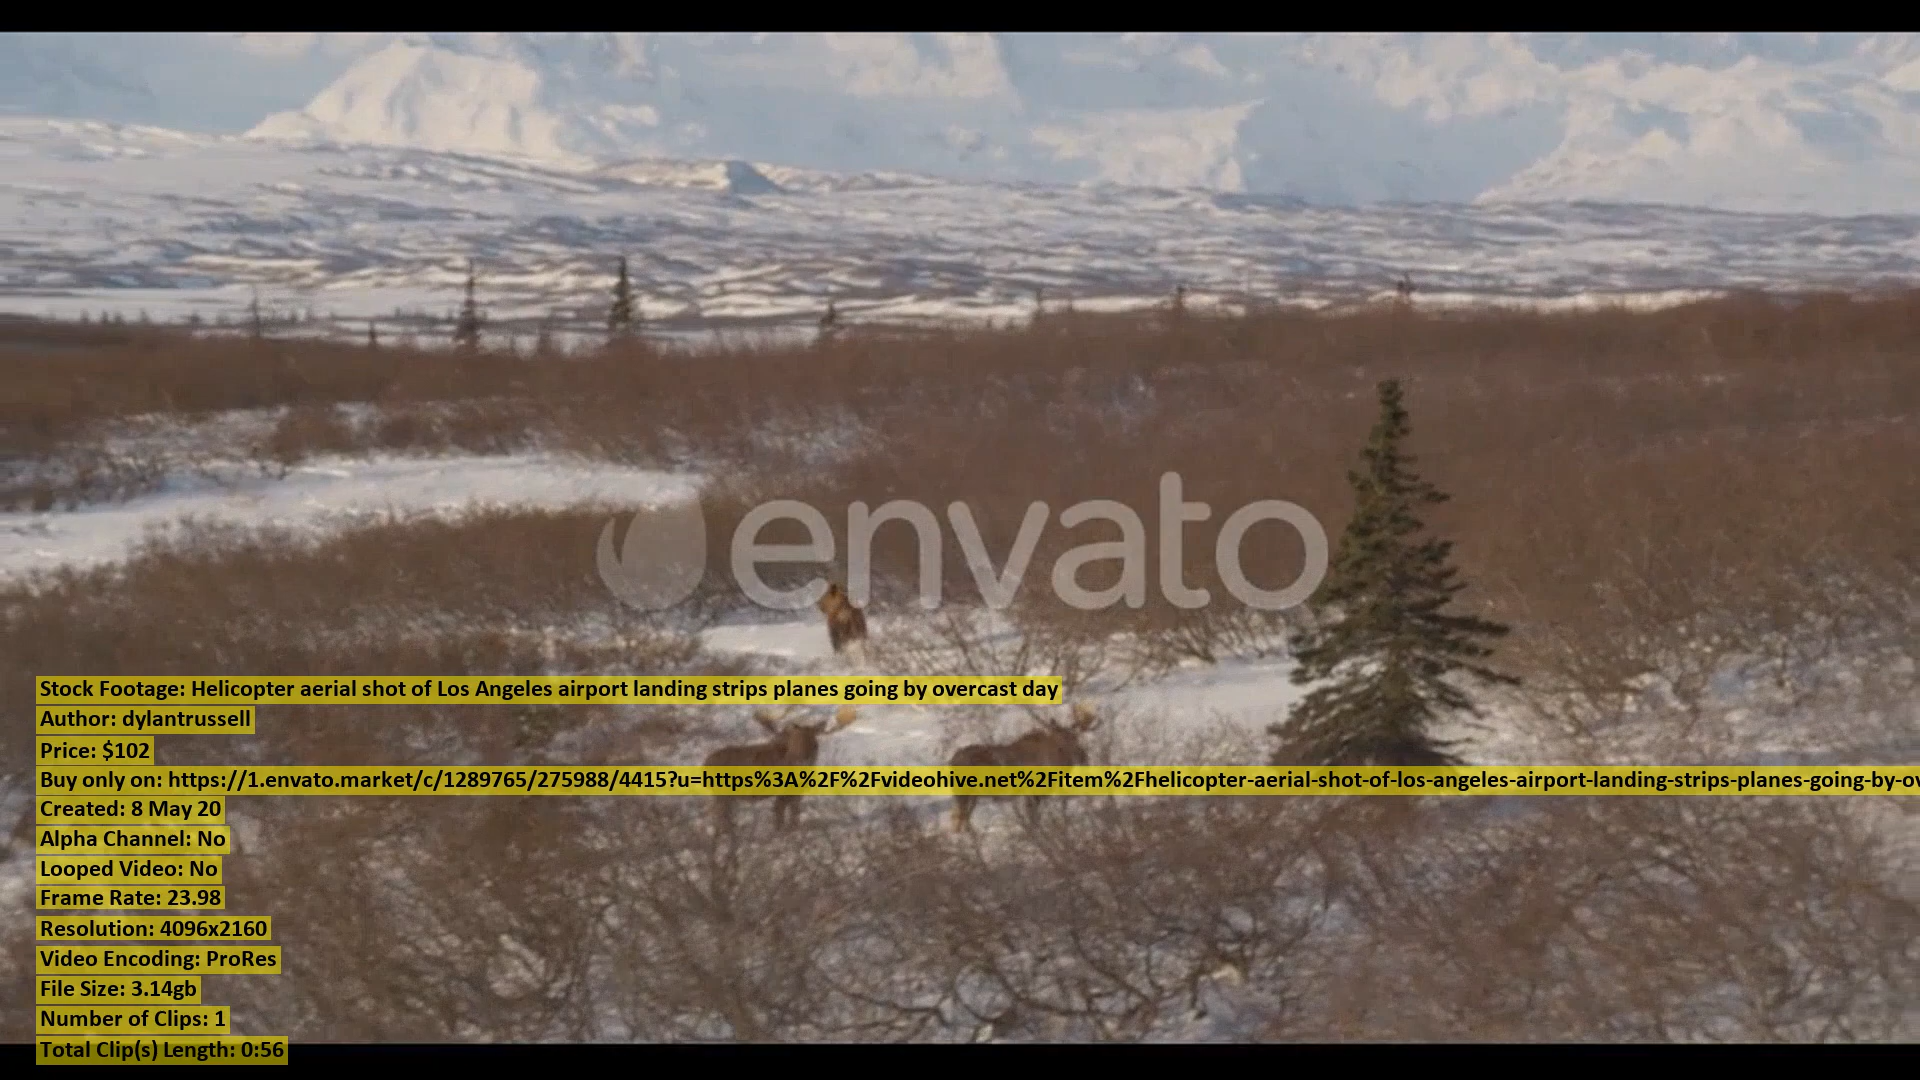 envato
Stock Footage: Helicopter aerial shot of Los Angeles airport landing strips planes going by overcast day
Author: dylantrussell
Price: $102
Buy only on: https://1.envato.market/c/1289765/275988/4415?u=https%3A%2F%2Fvideohive.net%2Fitem%2Fhelicopter-aerial-shot-of-los-angeles-airport-landing-strips-planes-going-by-ov
Created: 8 May 20
Alpha Channel: No
Looped Video: No
Frame Rate: 23.98
Resolution: 4096x2160
Video Encoding: ProRes
File Size: 3.14gb
Number of Clips: 1
Total Clip(s) Length: 0:56